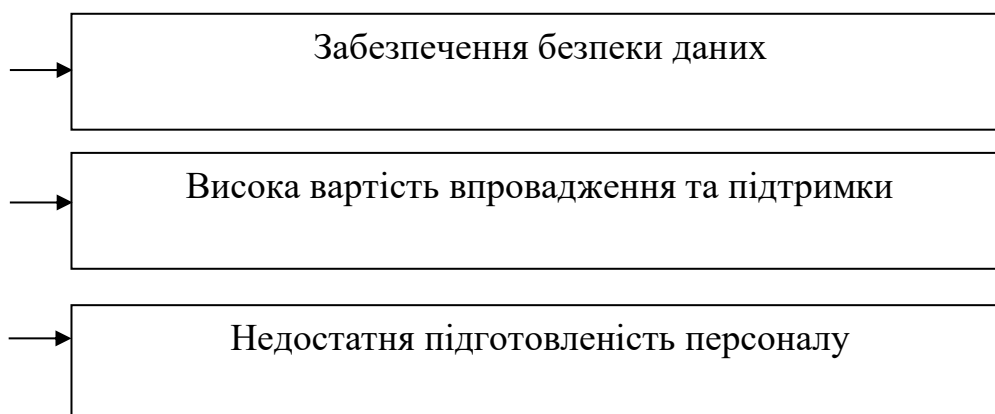 Забезпечення безпеки даних
Висока вартість впровадження та підтримки
Недостатня підготовленість персоналу